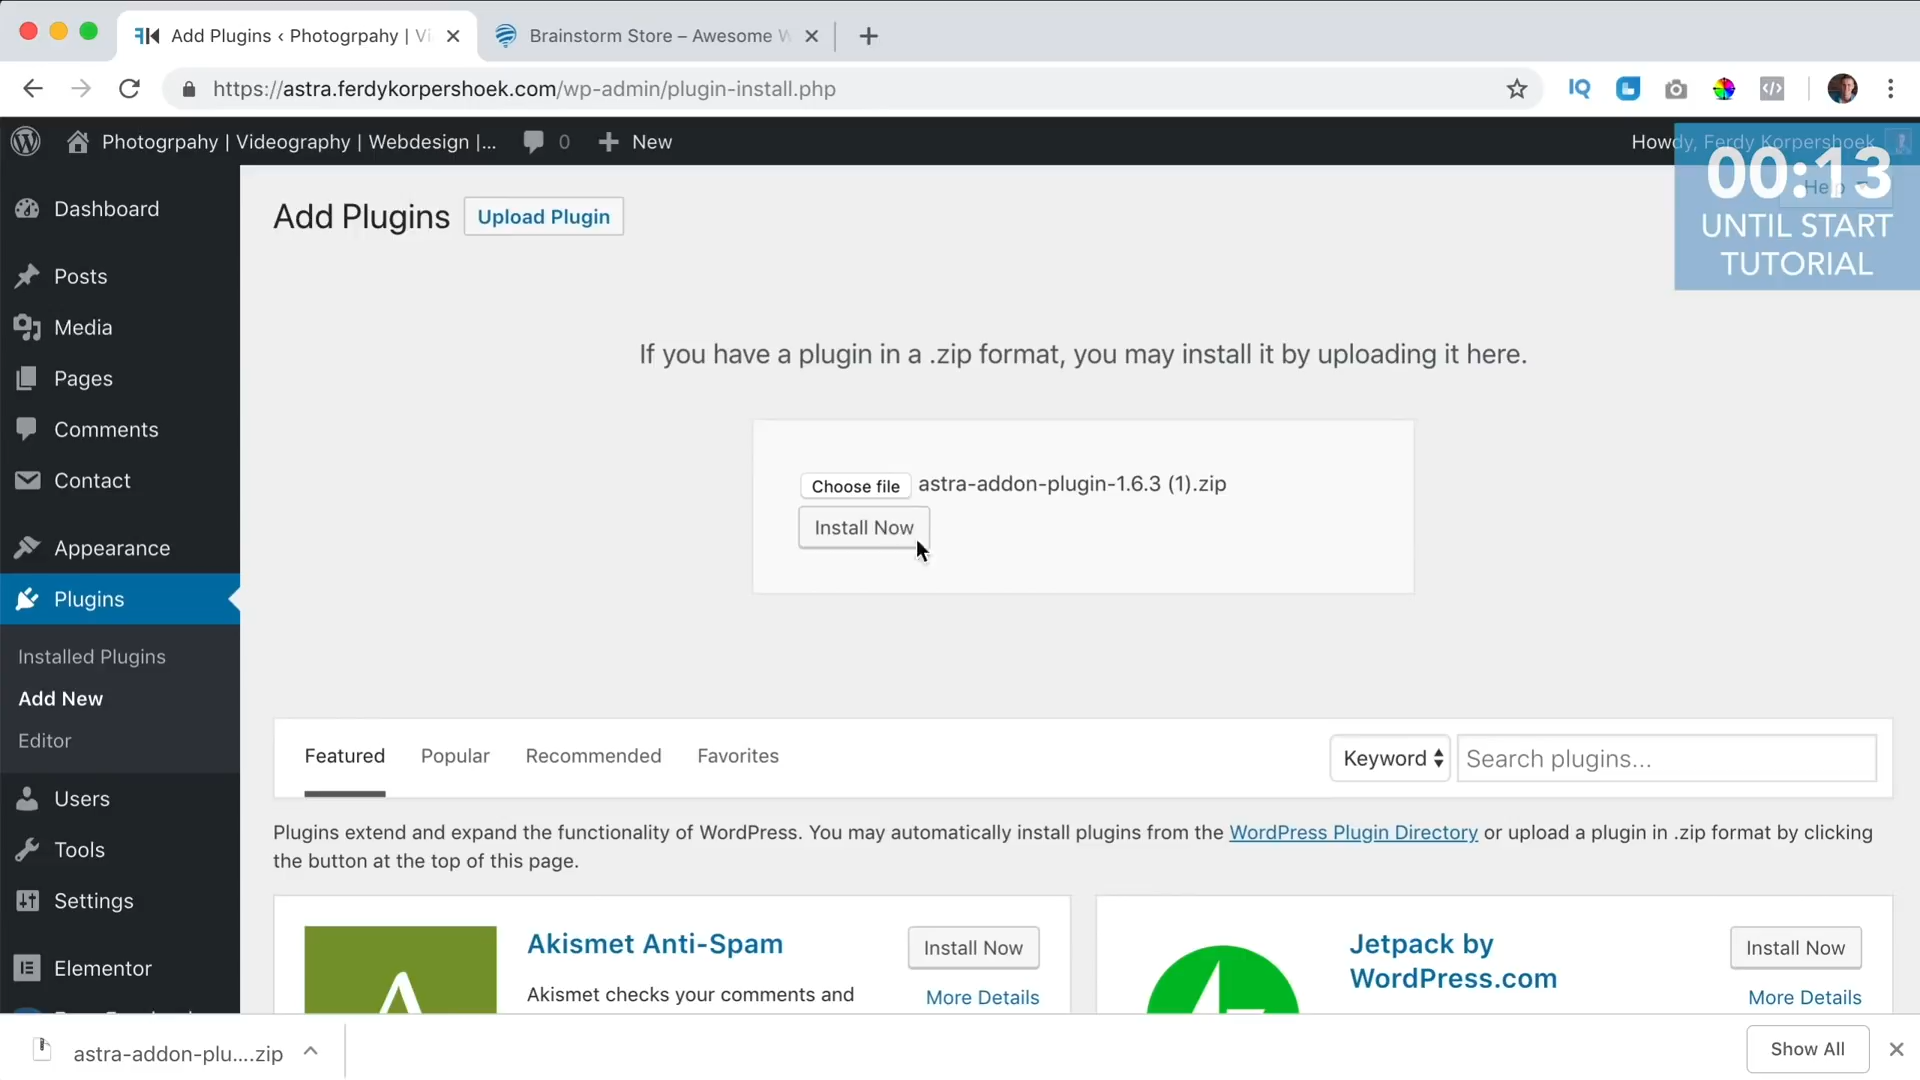 Add Plugins ‹ Photogrpahy | Vi
Brainstorm Store – Awesome W
https://astra.ferdykorpershoek.com/wp-admin/plugin-install.php
IQ
Photogrpahy | Videography | Webdesign |...
0
New
Howdy, Ferdy Korpershoek
00:13
Help
UNTIL START
TUTORIAL
Dashboard
Posts
Media
Pages
Comments
Contact
Appearance
Plugins
Installed Plugins
Add New
Editor
Users
Tools
Settings
Elementor
Add Plugins
Upload Plugin
If you have a plugin in a .zip format, you may install it by uploading it here.
Choose file astra-addon-plugin-1.6.3 (1).zip
Install Now
Featured Popular Recommended Favorites
Keyword
Search plugins...
Plugins extend and expand the functionality of WordPress. You may automatically install plugins from the WordPress Plugin Directory or upload a plugin in .zip format by clicking
the button at the top of this page.
Akismet Anti-Spam
Install Now
Akismet checks your comments and
More Details
Jetpack by
WordPress.com
Install Now
More Details
astra-addon-plu....zip
Show All